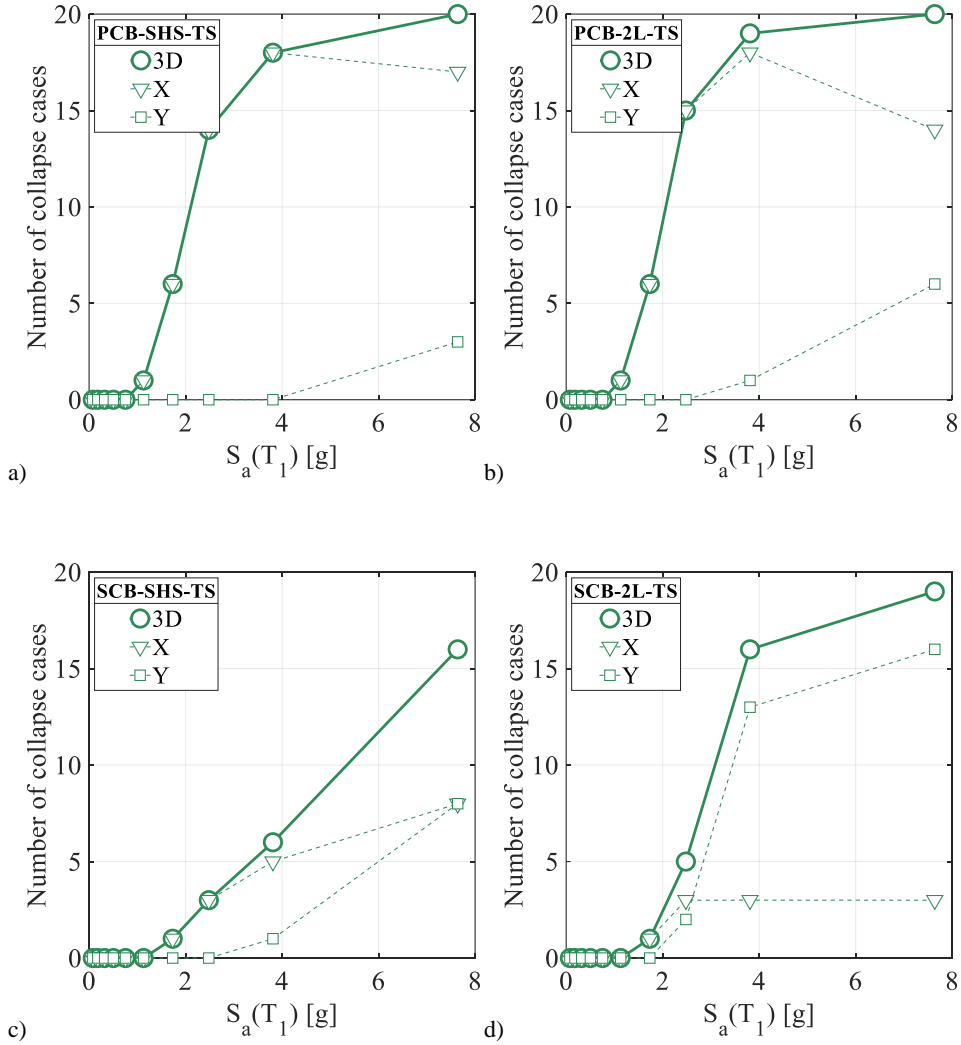 20
15
10
5
0
Number of collapse cases
PCB-SHS-TS
3D
X
Y
0 2 4 6 8
S_a(T_1) [g]
a)
20
15
10
5
0
Number of collapse cases
PCB-2L-TS
3D
X
Y
0 2 4 6 8
S_a(T_1) [g]
b)
20
15
10
5
0
Number of collapse cases
SCB-SHS-TS
3D
X
Y
0 2 4 6 8
S_a(T_1) [g]
c)
20
15
10
5
0
Number of collapse cases
SCB-2L-TS
3D
X
Y
0 2 4 6 8
S_a(T_1) [g]
d)